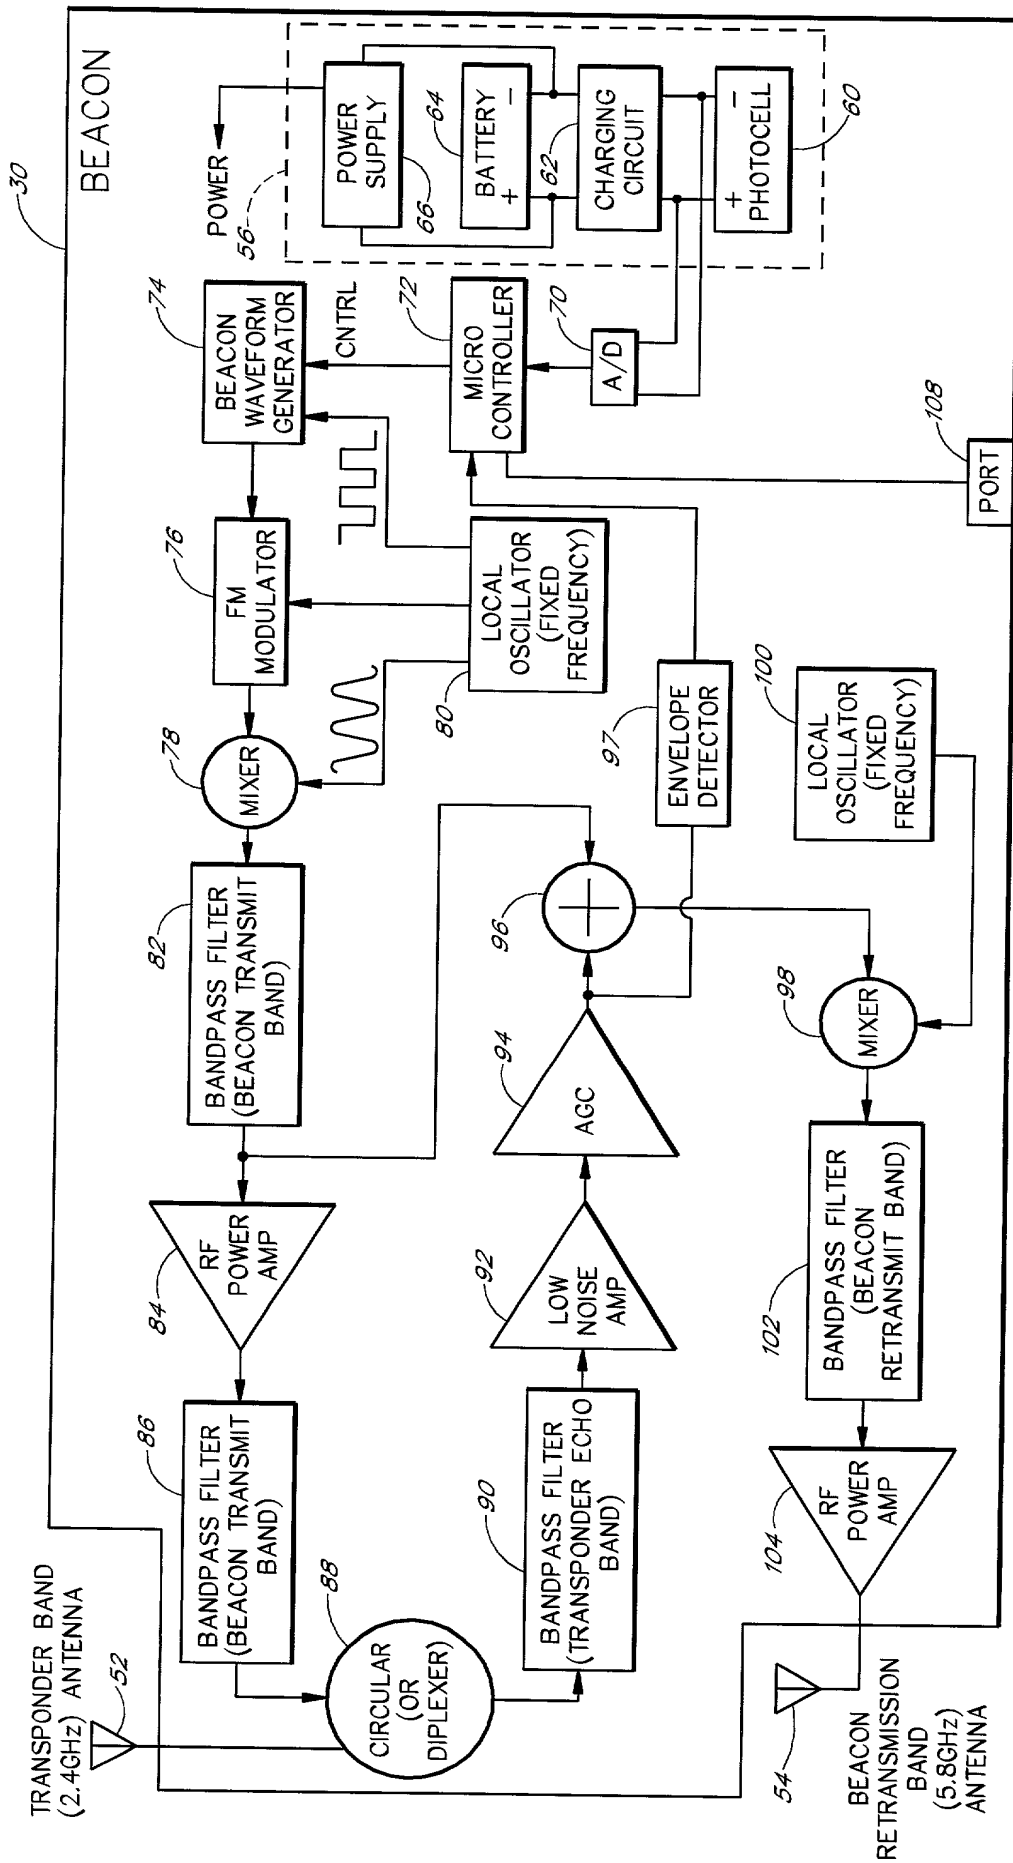 TRANSPONDER BAND
(2.4GHz) ANTENNA
52
30
BEACON
86
BANDPASS FILTER
(BEACON TRANSMIT
BAND)
84
RF
POWER
AMP
82
BANDPASS FILTER
(BEACON TRANSMIT
BAND)
78
MIXER
76
FM
MODULATOR
74
BEACON
WAVEFORM
GENERATOR
POWER
56
POWER
SUPPLY
66
64
BATTERY
+
−
62
CHARGING
CIRCUIT
+
−
PHOTOCELL
60
CNTRL
72
MICRO
CONTROLLER
70
A/D
80
LOCAL
OSCILLATOR
(FIXED
FREQUENCY)
88
CIRCULAR
(OR
DIPLEXER)
90
BANDPASS FILTER
(TRANSPONDER ECHO
BAND)
92
LOW
NOISE
AMP
94
AGC
96
97
ENVELOPE
DETECTOR
100
LOCAL
OSCILLATOR
(FIXED
FREQUENCY)
108
PORT
98
MIXER
102
BANDPASS FILTER
(BEACON
RETRANSMIT BAND)
104
RF
POWER
AMP
54
BEACON
RETRANSMISSION
BAND
(5.8GHz)
ANTENNA